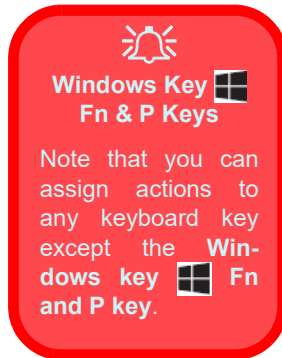 Windows Key
Fn & P Keys
Note that you can
assign actions to
any keyboard key
except the Win-
dows key Fn
and P key.